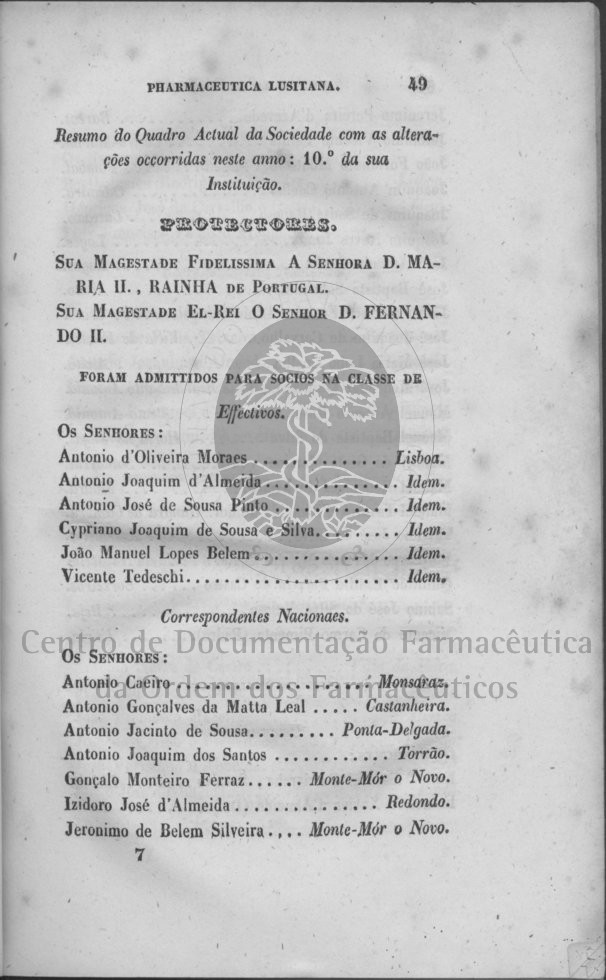 PHARMACEUTICA LUSITANA. 49
Resumo do Quadro Actual da Sociedade com as altera-
ções occorridas neste anno: 10.º da sua
Instituição.
PROTECTORES.
SUA MAGESTADE FIDELISSIMA A SENHORA D. MA-
RIA II., RAINHA DE PORTUGAL.
SUA MAGESTADE EL-REI O SENHOR D. FERNAN-
DO II.
FORAM ADMITTIDOS PARA SOCIOS NA CLASSE DE
Effectivos.
OS SENHORES:
Antonio d'Oliveira Moraes ............... Lisboa.
Antonio Joaquim d'Almeida............... Idem.
Antonio José de Sousa Pinto .............. Idem.
Cypriano Joaquim de Sousa e Silva......... Idem.
João Manuel Lopes Belem ................ Idem.
Vicente Tedeschi........................ Idem.
Correspondentes Nacionaes.
Centro de Documentação Farmacêutica
OS SENHORES:
Antonio Caeiro ...................... Monsaraz.
da Ordem dos Farmacêuticos
Antonio Gonçalves da Matta Leal ..... Castanheira.
Antonio Jacinto de Sousa......... Ponta-Delgada.
Antonio Joaquim dos Santos ............ Torrão.
Gonçalo Monteiro Ferraz...... Monte-Mór o Novo.
Izidoro José d'Almeida ............... Redondo.
Jeronimo de Belem Silveira .... Monte-Mór o Novo.
7